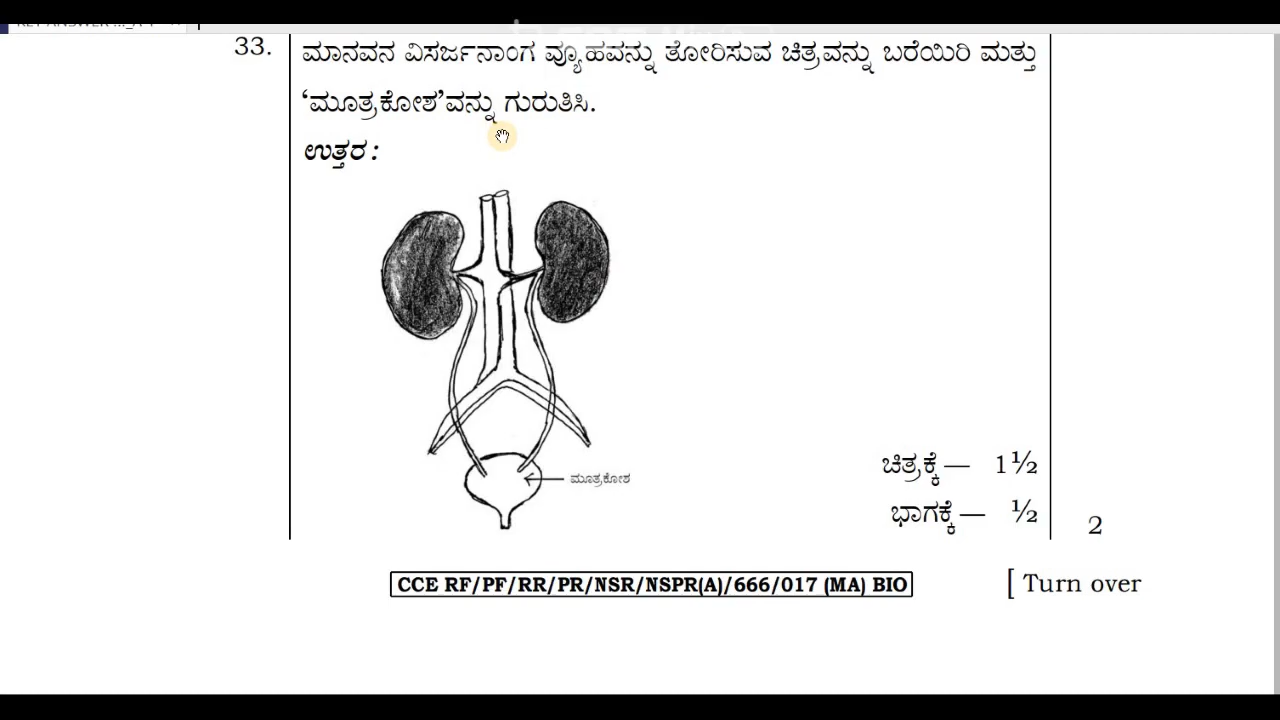 33.
ಮಾನವನ ವಿಸರ್ಜನಾಂಗ ವ್ಯೂಹವನ್ನು ತೋರಿಸುವ ಚಿತ್ರವನ್ನು ಬರೆಯಿರಿ ಮತ್ತು
‘ಮೂತ್ರಕೋಶ’ವನ್ನು ಗುರುತಿಸಿ.
ಉತ್ತರ :
ಮೂತ್ರಕೋಶ
ಚಿತ್ರಕ್ಕೆ — 1½
ಭಾಗಕ್ಕೆ — ½
2
CCE RF/PF/RR/PR/NSR/NSPR(A)/666/017 (MA) BIO
[ Turn over